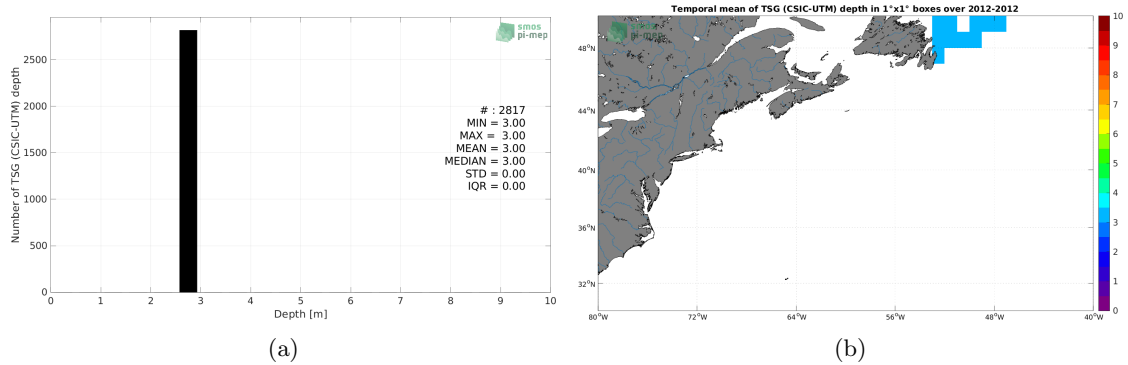 smos
pi-mep
Number of TSG (CSIC-UTM) depth
2500
2000
1500
1000
500
0
# : 2817
MIN = 3.00
MAX = 3.00
MEAN = 3.00
MEDIAN = 3.00
STD = 0.00
IQR = 0.00
0 1 2 3 4 5 6 7 8 9 10
Depth [m]
(a)
Temporal mean of TSG (CSIC-UTM) depth in 1°x1° boxes over 2012-2012
smos
pi-mep
48°N
44°N
40°N
36°N
32°N
80°W 72°W 64°W 56°W 48°W 40°W
10
9
8
7
6
5
4
3
2
1
0
(b)